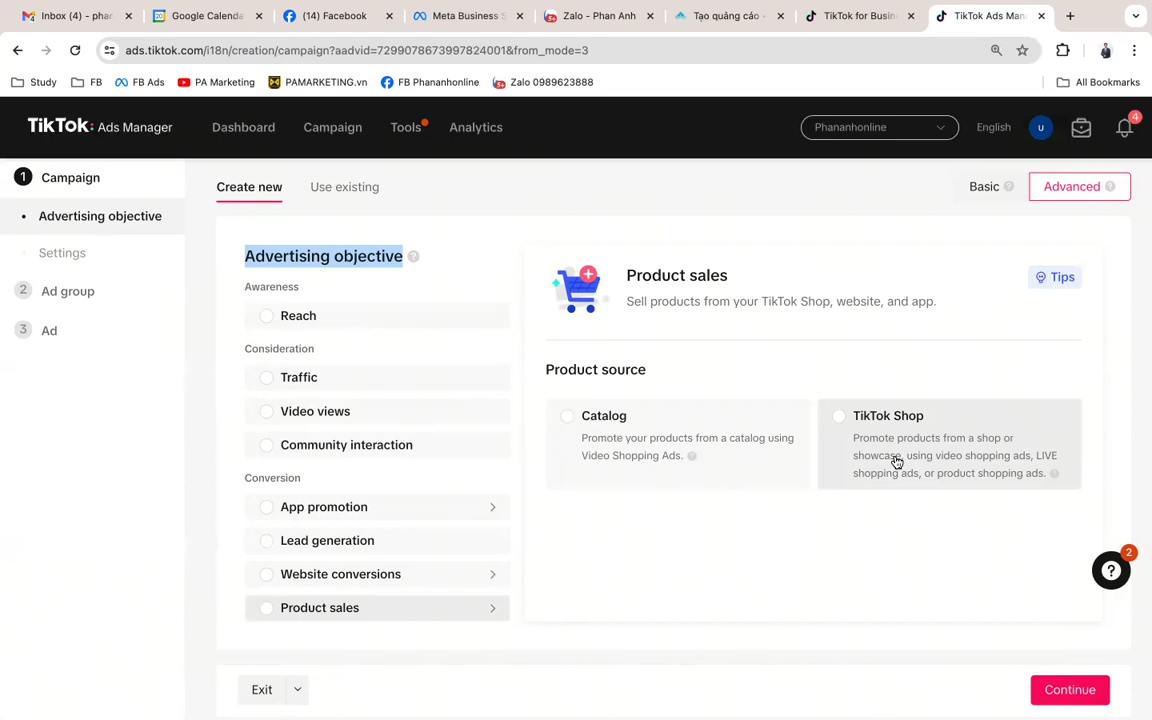 Inbox (4) - phan
Google Calenda
(14) Facebook
Meta Business S
Zalo - Phan Anh
Tạo quảng cáo -
TikTok for Busin
TikTok Ads Man
ads.tiktok.com/i18n/creation/campaign?aadvid=7299078673997824001&from_mode=3
Study
FB
FB Ads
PA Marketing
PAMARKETING.vn
FB Phananhonline
Zalo 0989623888
All Bookmarks
TikTok: Ads Manager
Dashboard
Campaign
Tools
Analytics
Phananhonline
English
U
4
1 Campaign
Advertising objective
Settings
2 Ad group
3 Ad
Create new
Use existing
Basic
Advanced
Advertising objective
Awareness
Reach
Consideration
Traffic
Video views
Community interaction
Conversion
App promotion
Lead generation
Website conversions
Product sales
Product sales
Sell products from your TikTok Shop, website, and app.
Tips
Product source
Catalog
Promote your products from a catalog using
Video Shopping Ads.
TikTok Shop
Promote products from a shop or
showcase, using video shopping ads, LIVE
shopping ads, or product shopping ads.
2
Exit
Continue